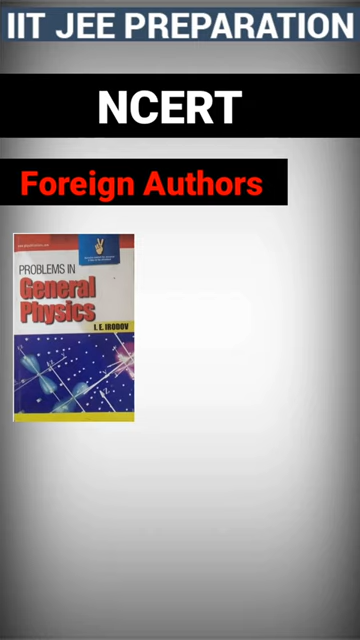 IIT JEE PREPARATION
NCERT
Foreign Authors
PROBLEMS IN
General
Physics
I. E. IRODOV